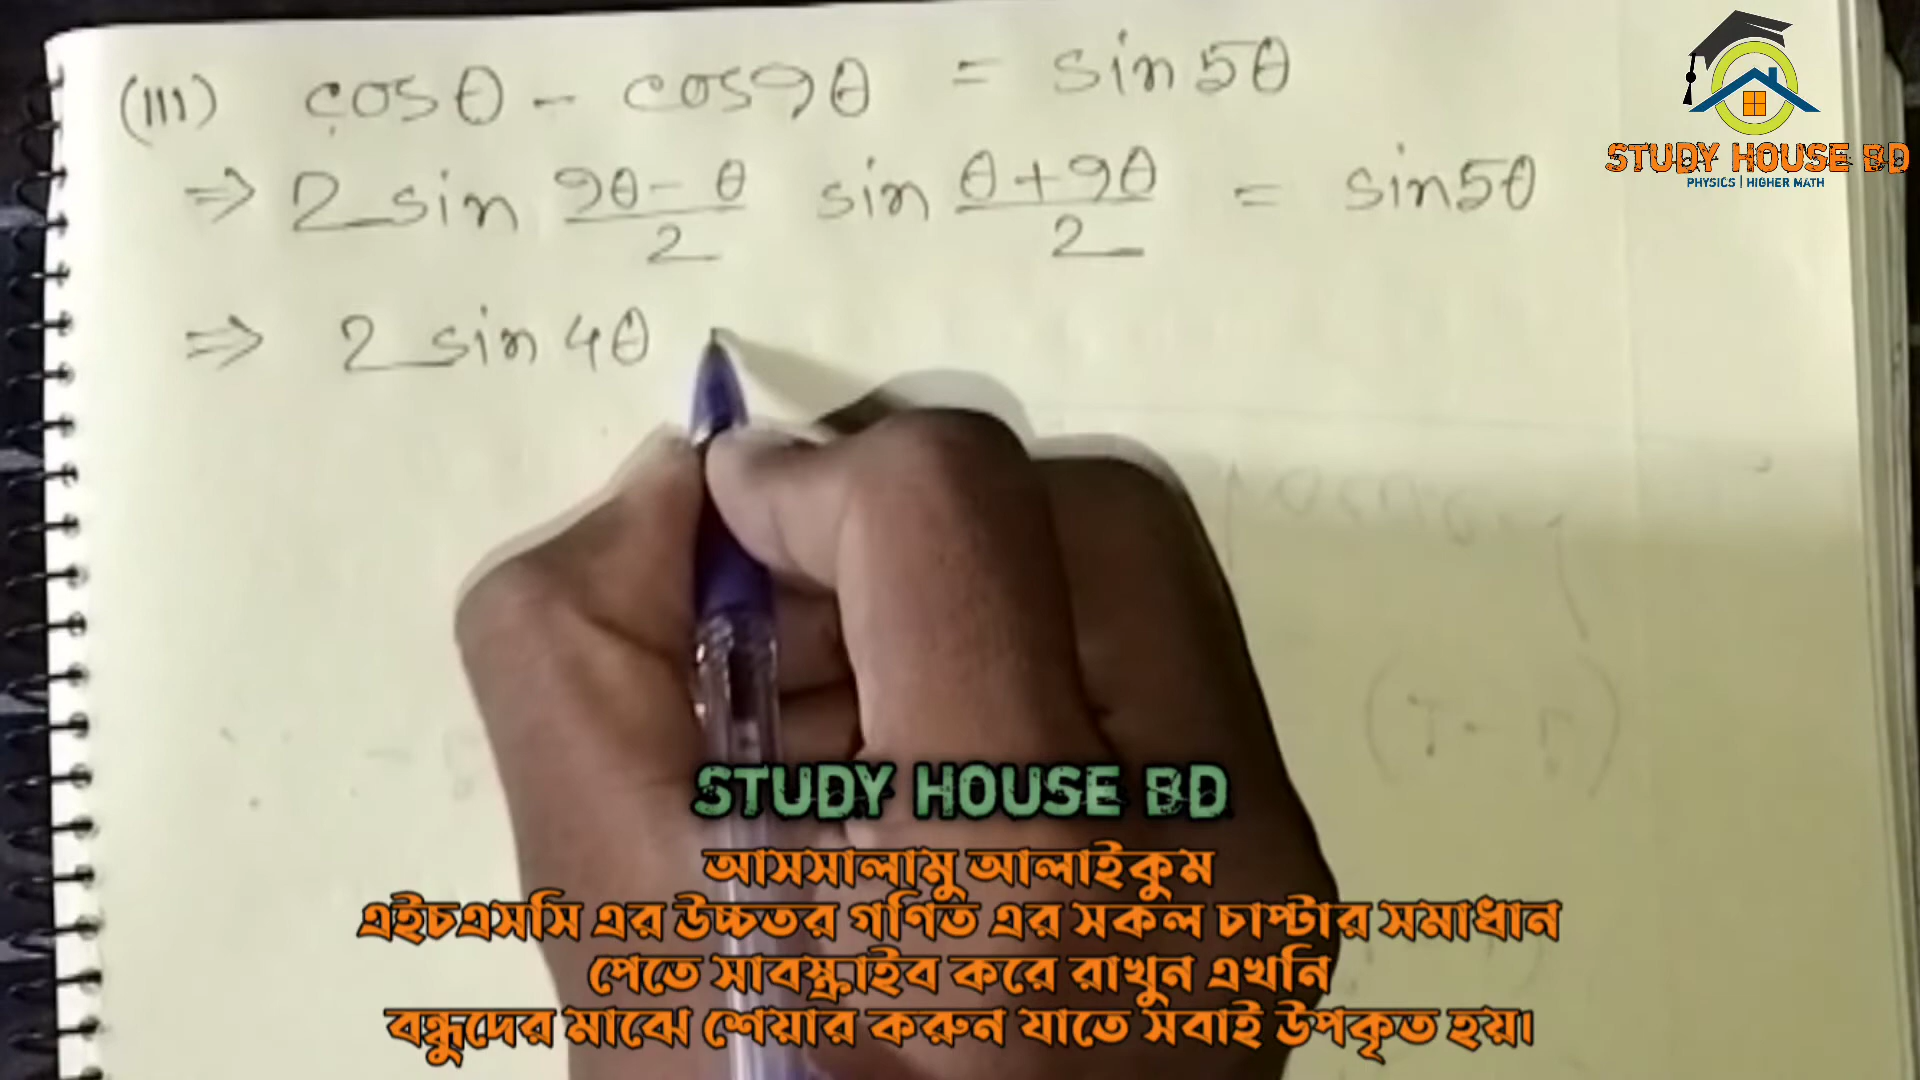 (III) cosθ - cos9θ = sin5θ
⇒ 2 sin (9θ - θ)/2 sin (θ + 9θ)/2 = sin5θ
⇒ 2 sin 4θ
STUDY HOUSE BD
PHYSICS | HIGHER MATH
STUDY HOUSE BD
আসসালামু আলাইকুম
এইচএসসি এর উচ্চতর গণিত এর সকল চাপ্টার সমাধান
পেতে সাবস্ক্রাইব করে রাখুন এখনি
বন্ধুদের মাঝে শেয়ার করুন যাতে সবাই উপকৃত হয়।